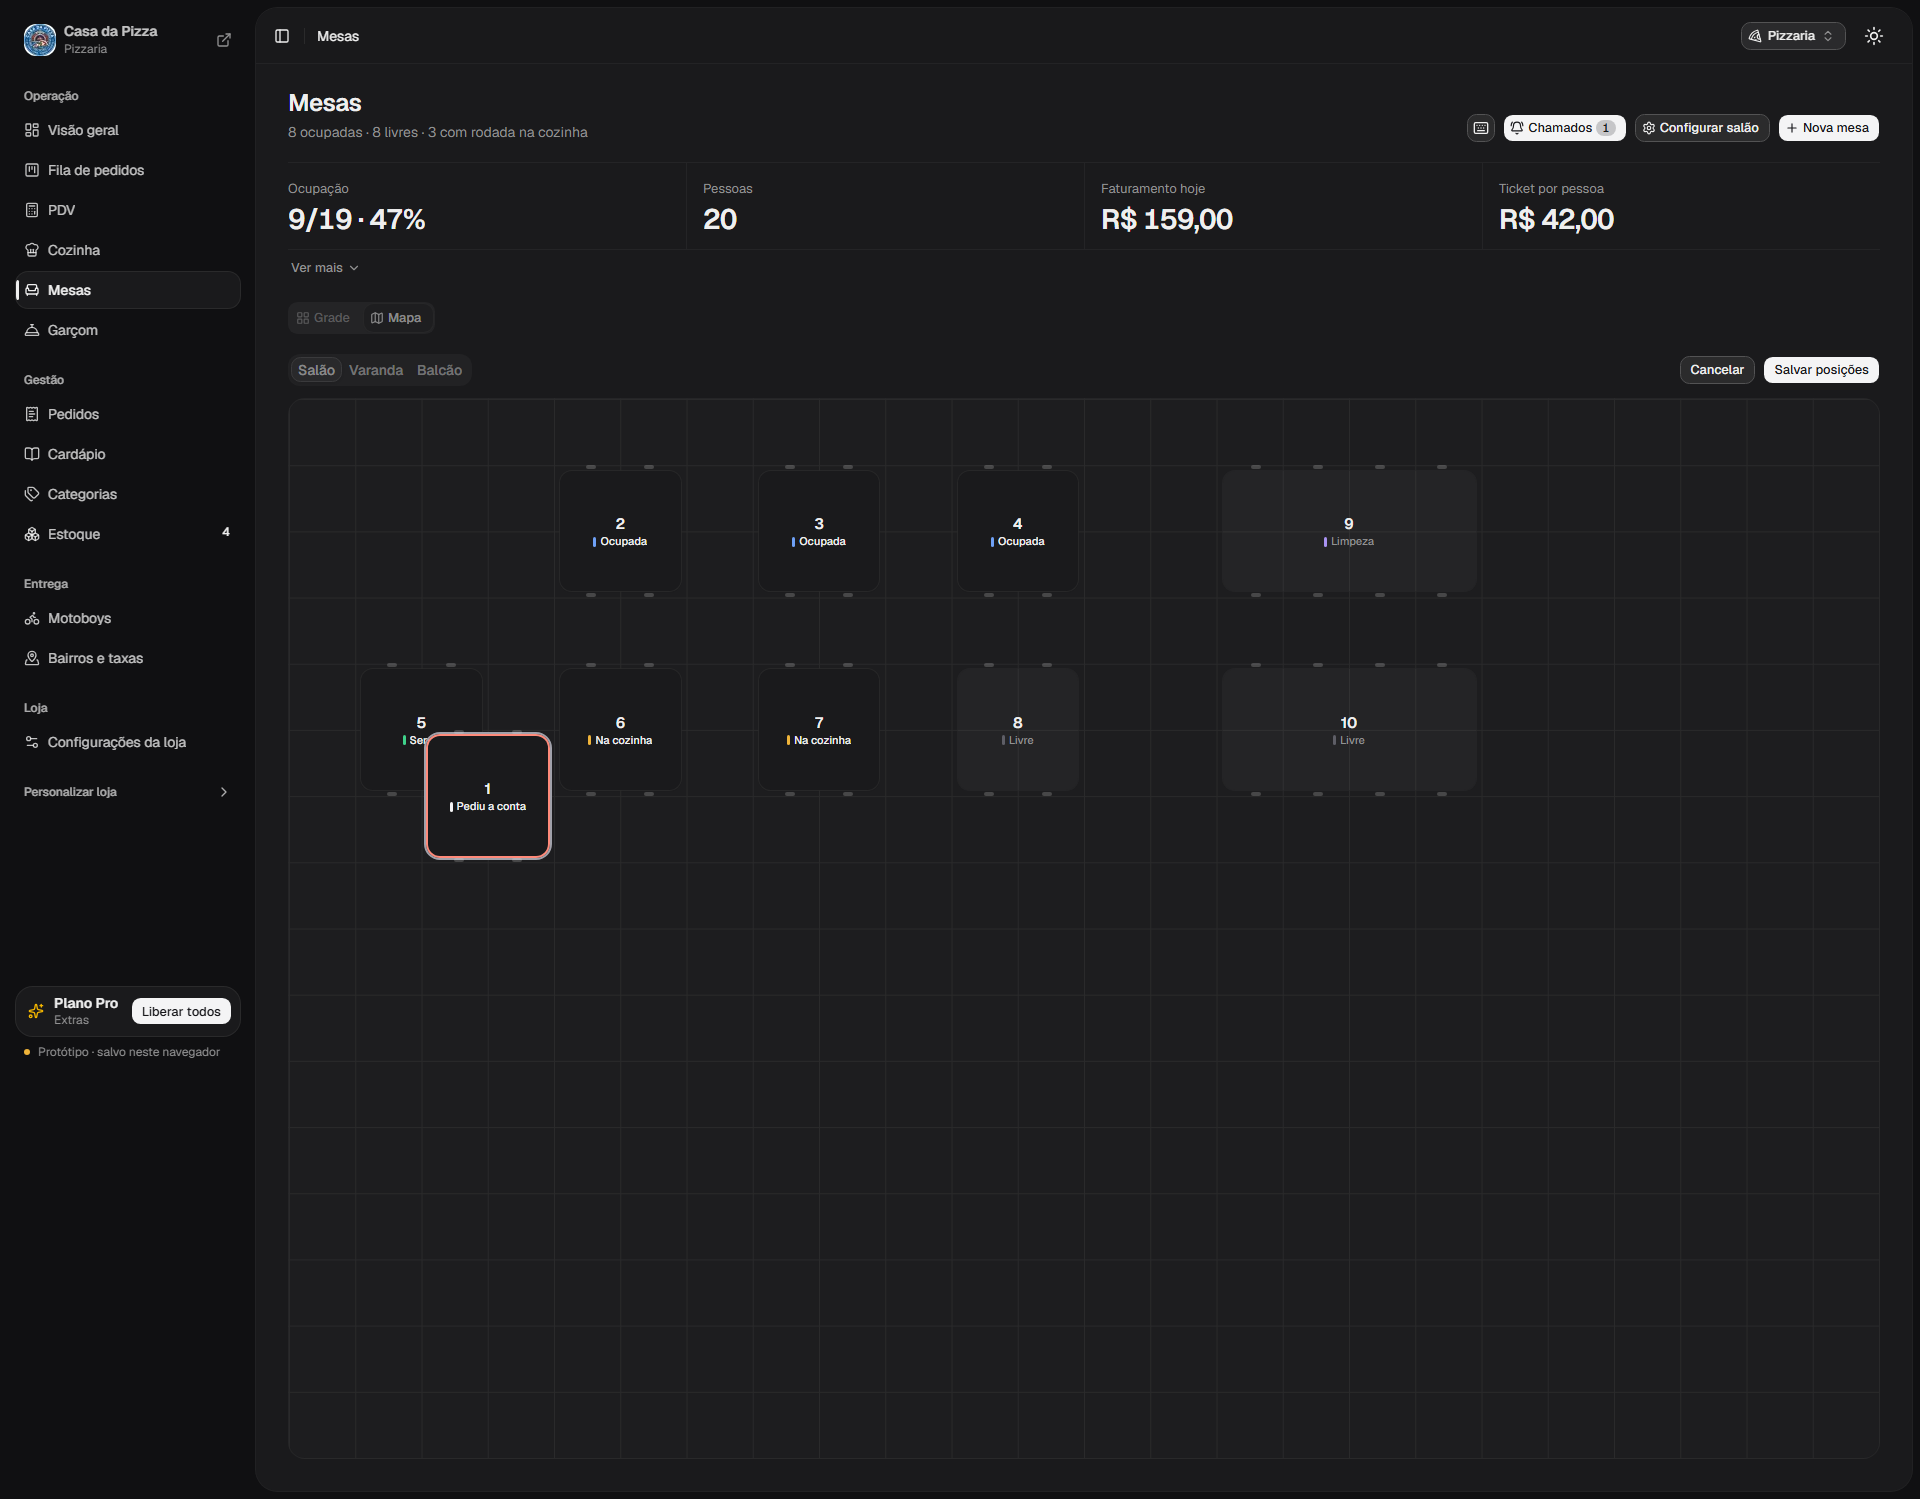 Casa da Pizza
Pizzaria
Operação
Visão geral
Fila de pedidos
PDV
Cozinha
Mesas
Garçom
Gestão
Pedidos
Cardápio
Categorias
Estoque 4
Entrega
Motoboys
Bairros e taxas
Loja
Configurações da loja
Personalizar loja
Plano Pro
Extras
Liberar todos
Protótipo · salvo neste navegador
Mesas
Pizzaria
Mesas
8 ocupadas · 8 livres · 3 com rodada na cozinha
Chamados 1
Configurar salão
+ Nova mesa
Ocupação
9/19 · 47%
Pessoas
20
Faturamento hoje
R$ 159,00
Ticket por pessoa
R$ 42,00
Ver mais
Grade
Mapa
Salão Varanda Balcão
Cancelar
Salvar posições
2
Ocupada
3
Ocupada
4
Ocupada
9
Limpeza
5
Ser
6
Na cozinha
7
Na cozinha
8
Livre
10
Livre
1
Pediu a conta